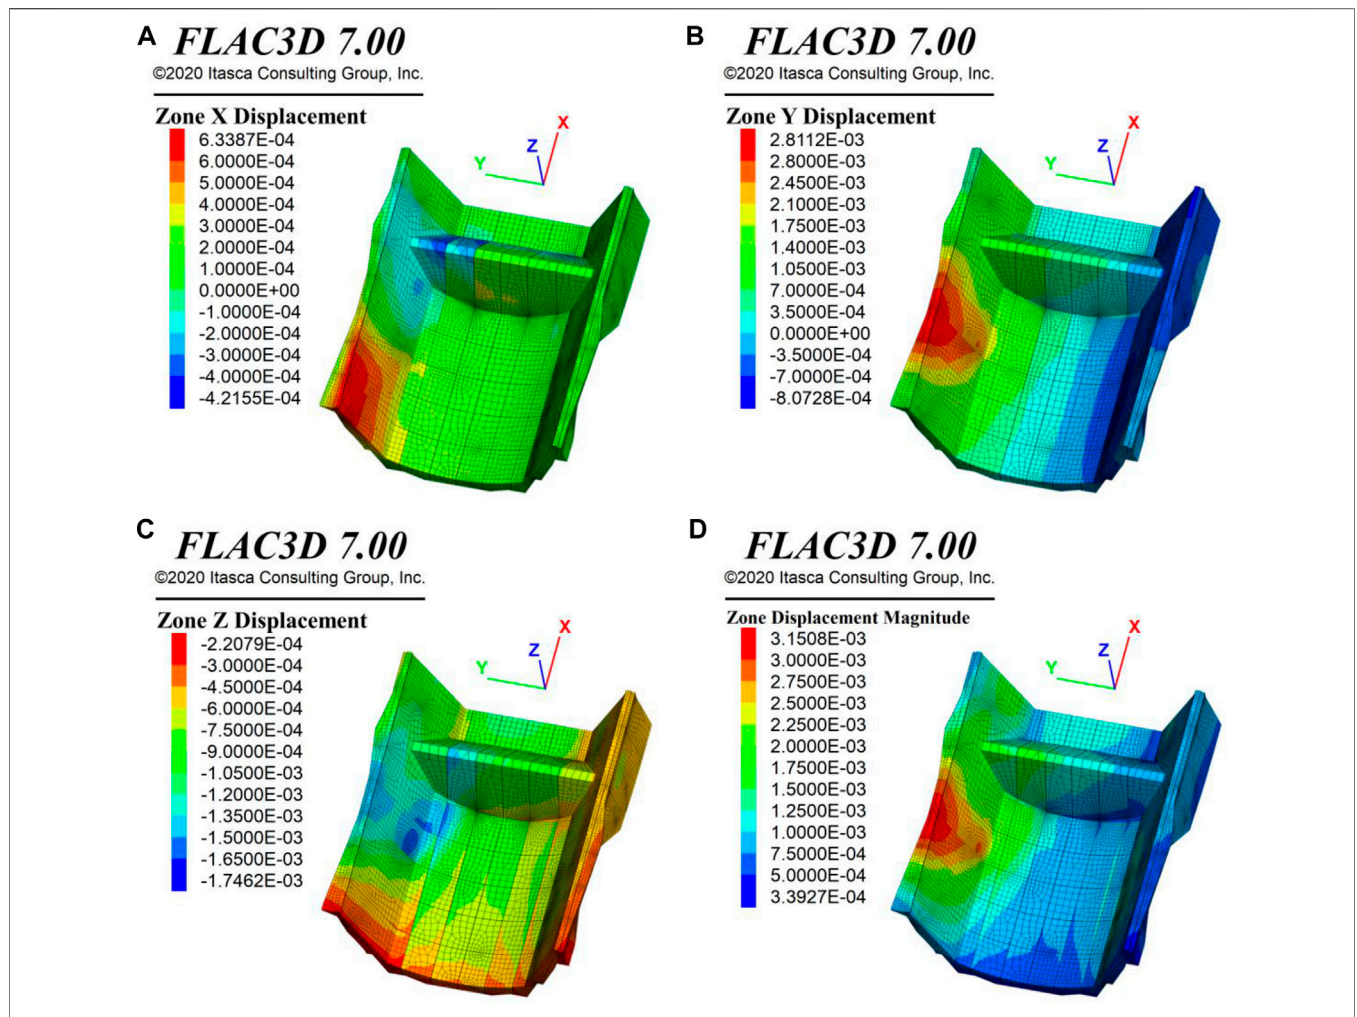 A
FLAC3D 7.00
©2020 Itasca Consulting Group, Inc.
Zone X Displacement
6.3387E-04
6.0000E-04
5.0000E-04
4.0000E-04
3.0000E-04
2.0000E-04
1.0000E-04
0.0000E+00
-1.0000E-04
-2.0000E-04
-3.0000E-04
-4.0000E-04
-4.2155E-04
X
Z
Y
B
FLAC3D 7.00
©2020 Itasca Consulting Group, Inc.
Zone Y Displacement
2.8112E-03
2.8000E-03
2.4500E-03
2.1000E-03
1.7500E-03
1.4000E-03
1.0500E-03
7.0000E-04
3.5000E-04
0.0000E+00
-3.5000E-04
-7.0000E-04
-8.0728E-04
X
Z
Y
C
FLAC3D 7.00
©2020 Itasca Consulting Group, Inc.
Zone Z Displacement
-2.2079E-04
-3.0000E-04
-4.5000E-04
-6.0000E-04
-7.5000E-04
-9.0000E-04
-1.0500E-03
-1.2000E-03
-1.3500E-03
-1.5000E-03
-1.6500E-03
-1.7462E-03
X
Z
Y
D
FLAC3D 7.00
©2020 Itasca Consulting Group, Inc.
Zone Displacement Magnitude
3.1508E-03
3.0000E-03
2.7500E-03
2.5000E-03
2.2500E-03
2.0000E-03
1.7500E-03
1.5000E-03
1.2500E-03
1.0000E-03
7.5000E-04
5.0000E-04
3.3927E-04
X
Z
Y